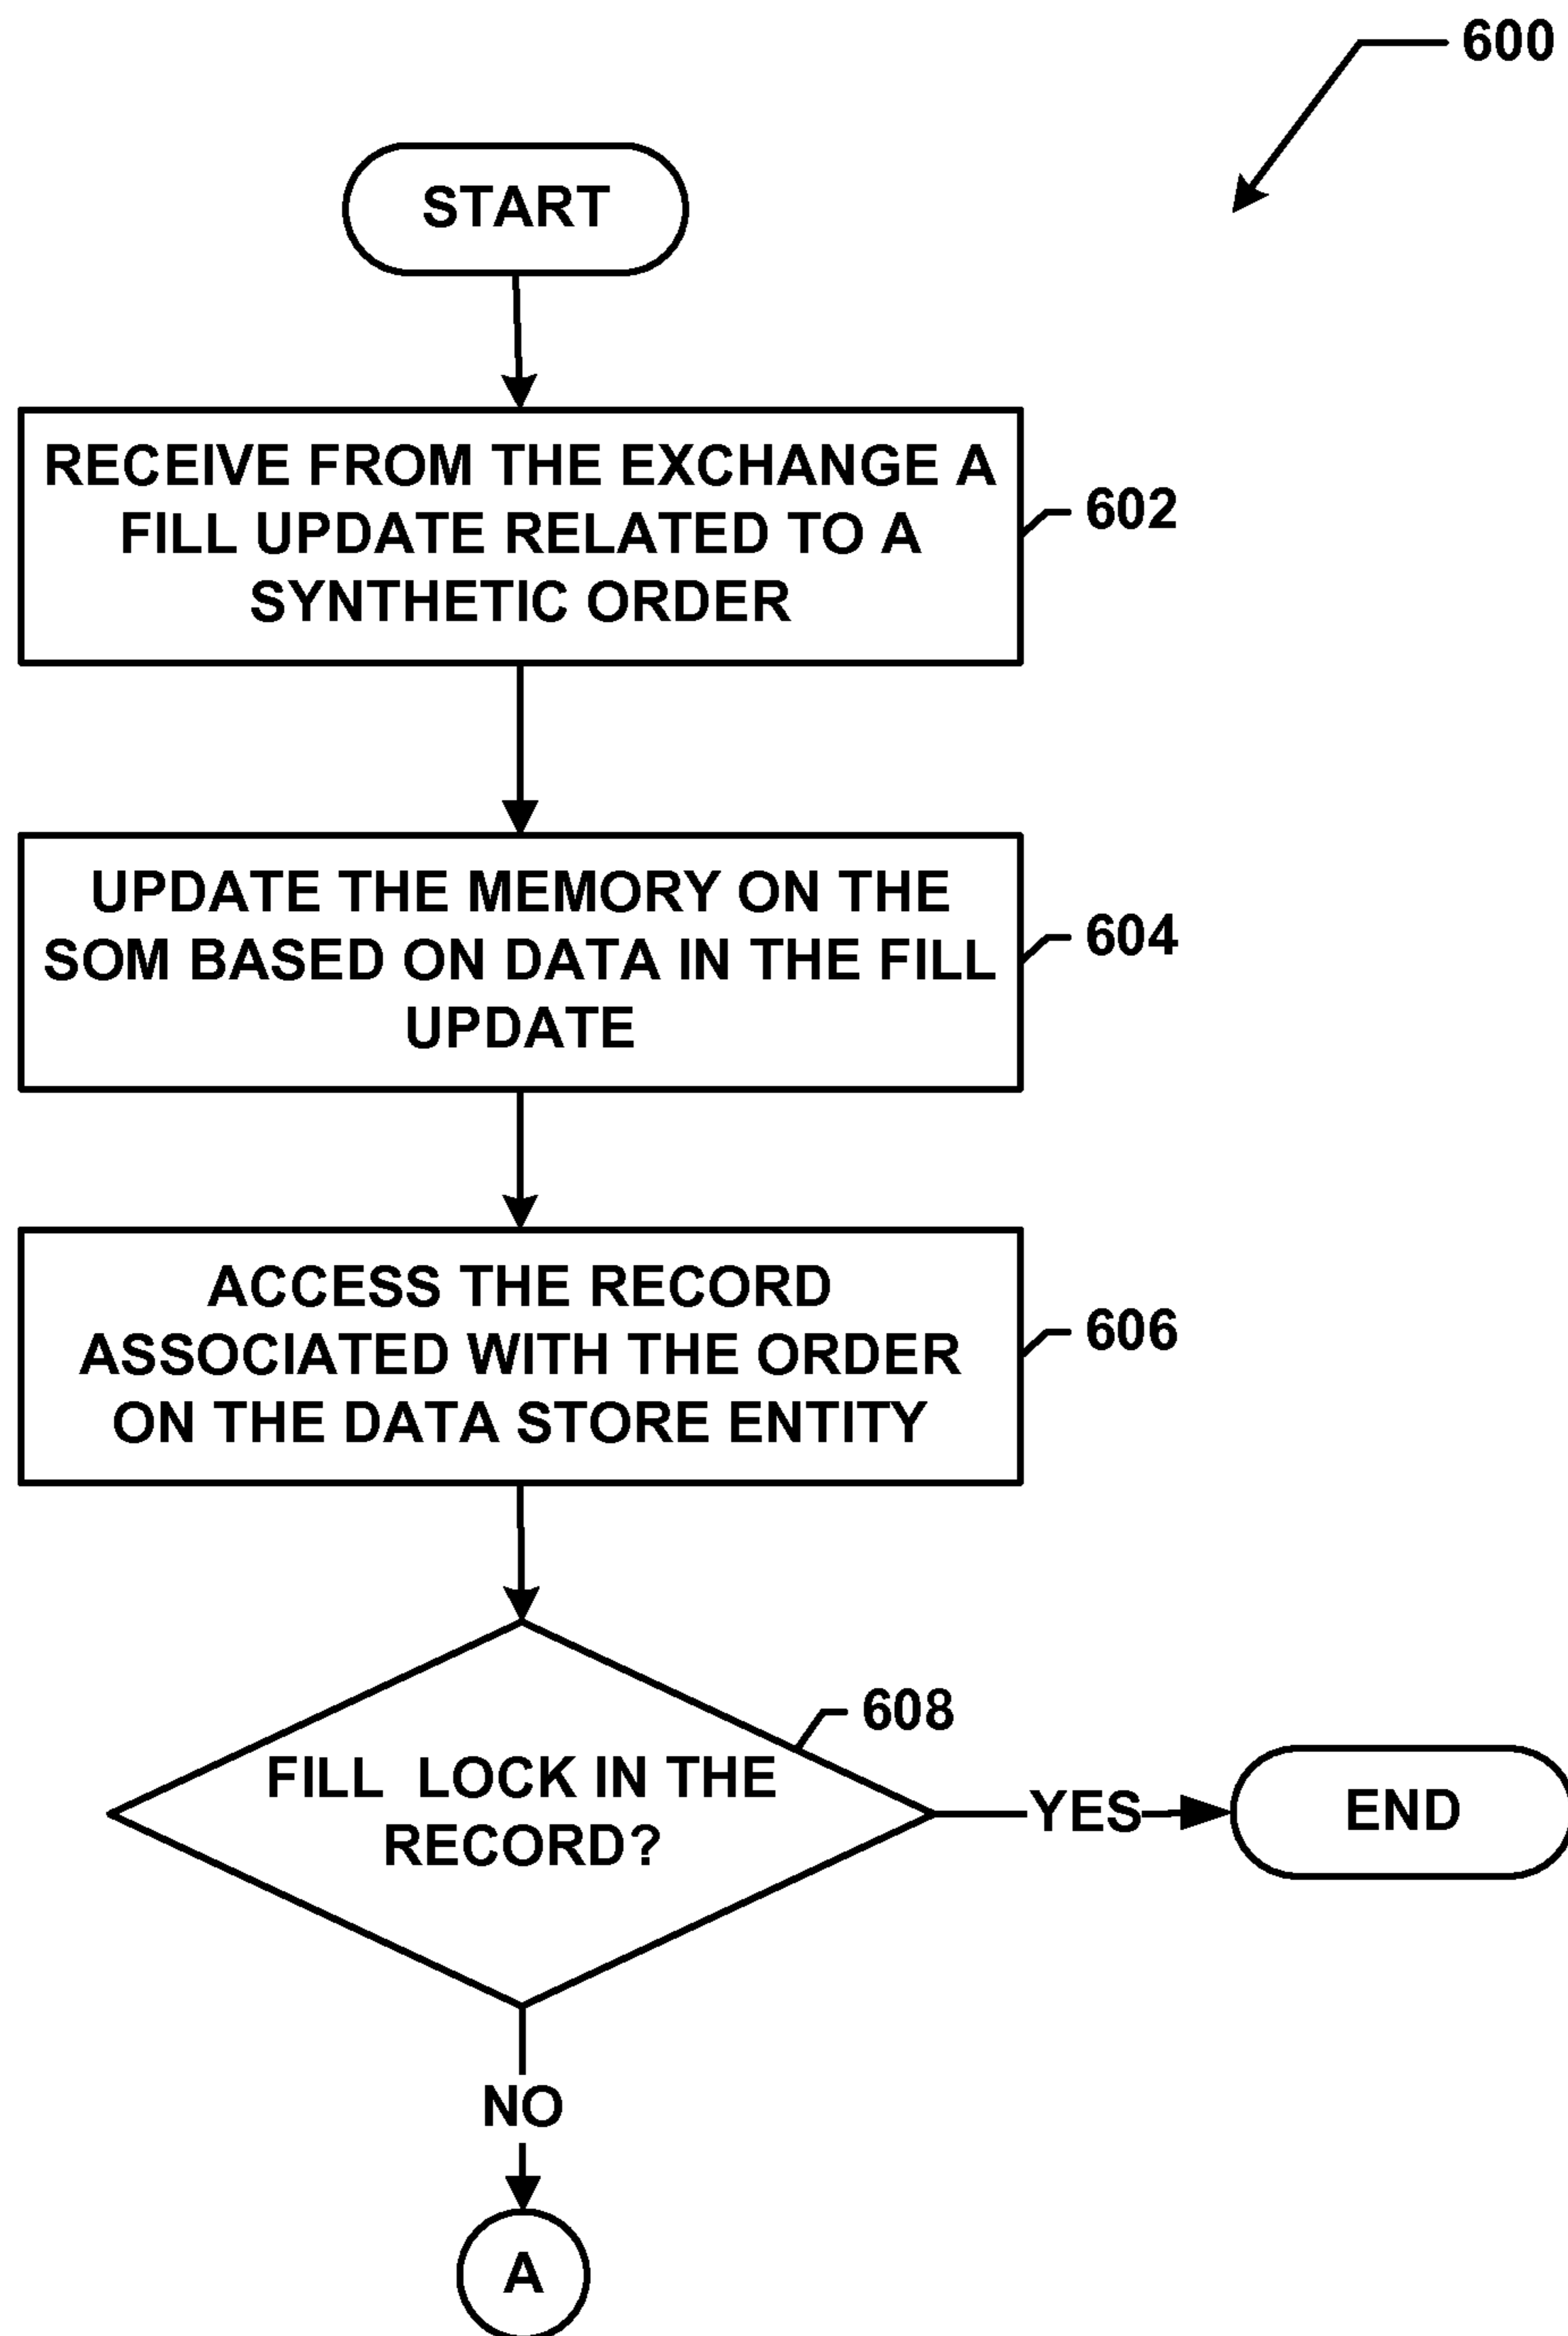 600
START
RECEIVE FROM THE EXCHANGE A
FILL UPDATE RELATED TO A
SYNTHETIC ORDER
602
UPDATE THE MEMORY ON THE
SOM BASED ON DATA IN THE FILL
UPDATE
604
ACCESS THE RECORD
ASSOCIATED WITH THE ORDER
ON THE DATA STORE ENTITY
606
608
FILL LOCK IN THE
RECORD?
YES
END
NO
A